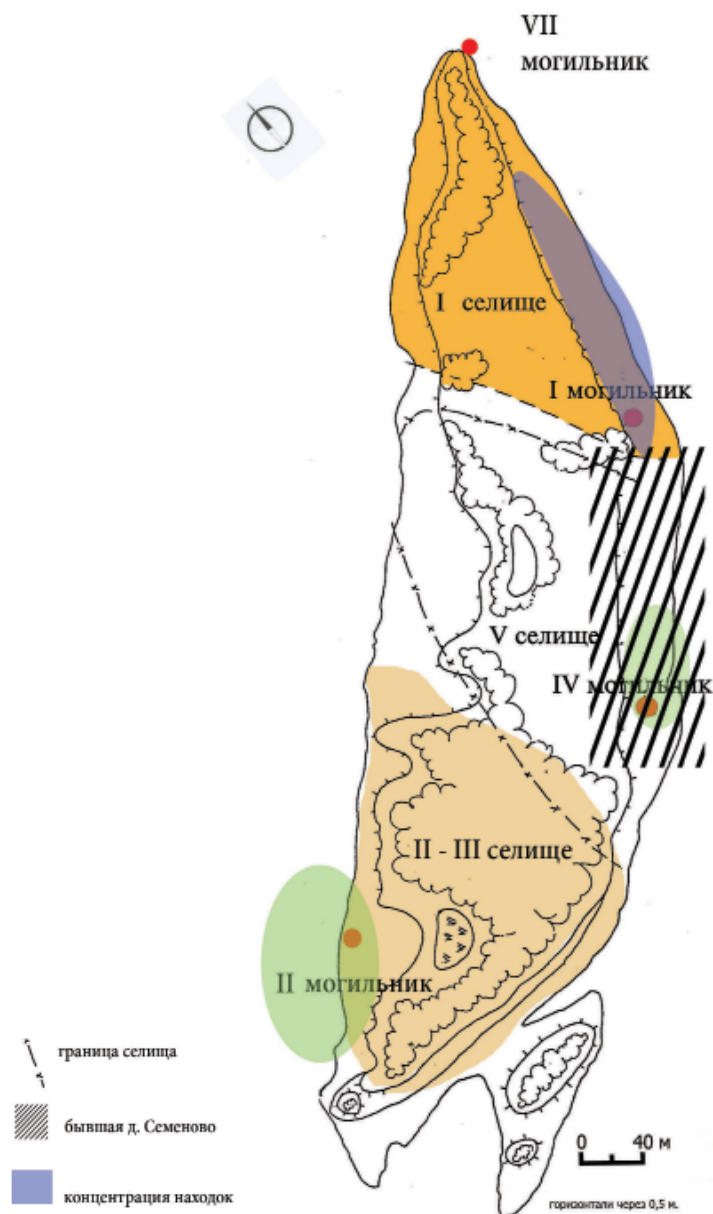 VII
могильник
I селище
I могильник
V селище
IV могильник
II - III селище
II могильник
граница селища
бывшая д. Семеново
концентрация находок
0 40 м
горизонтали через 0,5 м.